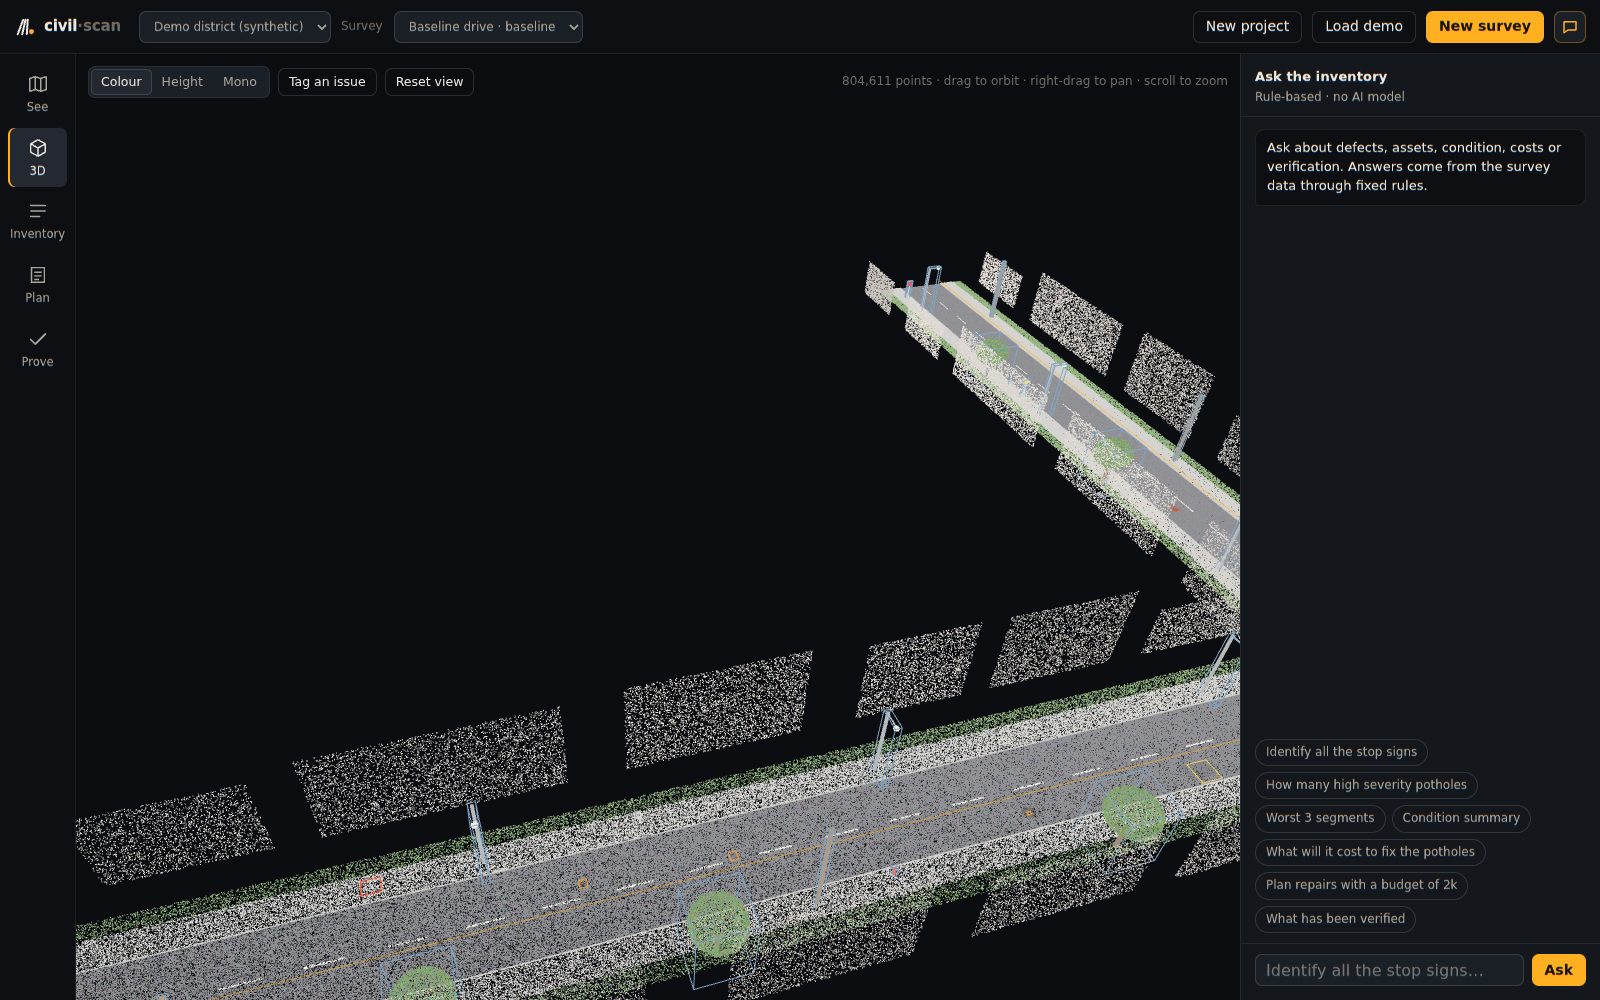 civil·scan
Demo district (synthetic)
Survey
Baseline drive · baseline
New project
Load demo
New survey
See
3D
Inventory
Plan
Prove
Colour
Height
Mono
Tag an issue
Reset view
804,611 points · drag to orbit · right-drag to pan · scroll to zoom
Ask the inventory
Rule-based · no AI model
Ask about defects, assets, condition, costs or
verification. Answers come from the survey
data through fixed rules.
Identify all the stop signs
How many high severity potholes
Worst 3 segments
Condition summary
What will it cost to fix the potholes
Plan repairs with a budget of 2k
What has been verified
Identify all the stop signs...
Ask